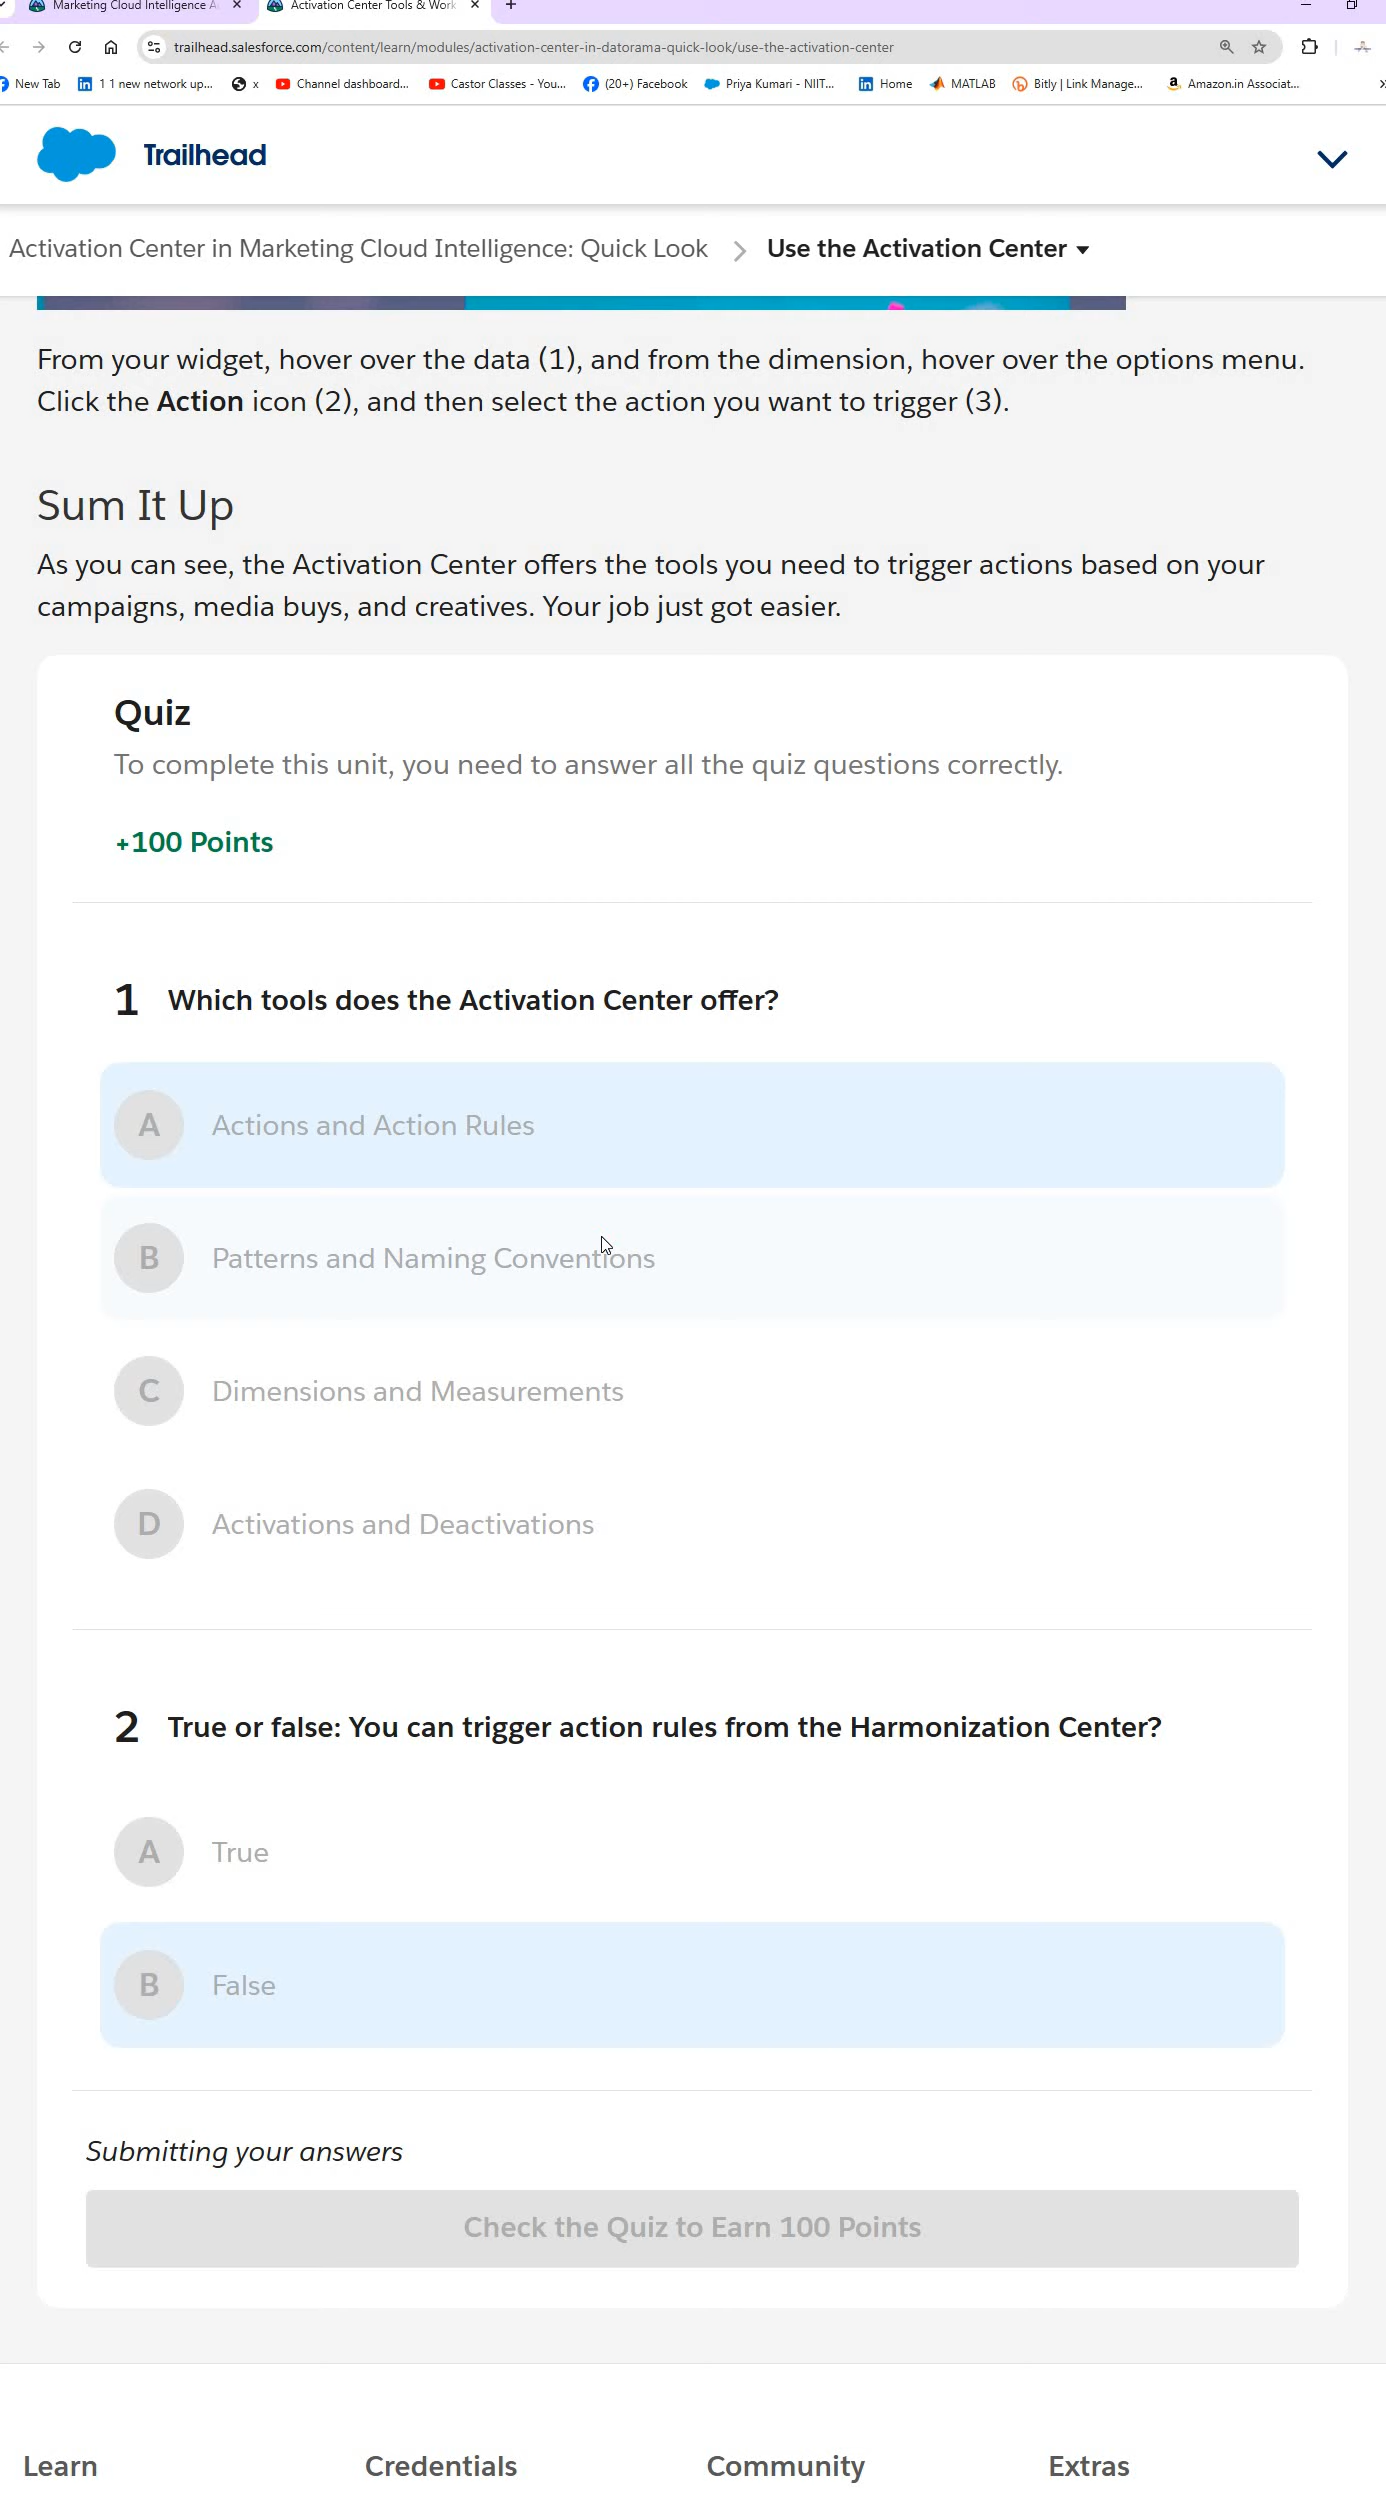 Marketing Cloud Intelligence A
Activation Center Tools & Work
trailhead.salesforce.com/content/learn/modules/activation-center-in-datorama-quick-look/use-the-activation-center
New Tab
1 1 new network up...
x
Channel dashboard...
Castor Classes - You...
(20+) Facebook
Priya Kumari - NIIT...
Home
MATLAB
Bitly | Link Manage...
Amazon.in Associat...
Trailhead
Activation Center in Marketing Cloud Intelligence: Quick Look
Use the Activation Center
From your widget, hover over the data (1), and from the dimension, hover over the options menu.
Click the Action icon (2), and then select the action you want to trigger (3).
Sum It Up
As you can see, the Activation Center offers the tools you need to trigger actions based on your
campaigns, media buys, and creatives. Your job just got easier.
Quiz
To complete this unit, you need to answer all the quiz questions correctly.
+100 Points
1 Which tools does the Activation Center offer?
A Actions and Action Rules
B Patterns and Naming Conventions
C Dimensions and Measurements
D Activations and Deactivations
2 True or false: You can trigger action rules from the Harmonization Center?
A True
B False
Submitting your answers
Check the Quiz to Earn 100 Points
Learn
Credentials
Community
Extras